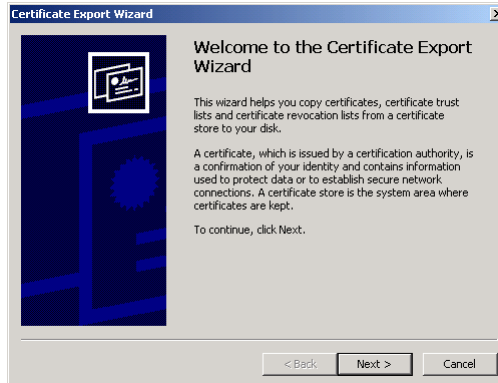 Certificate Export Wizard
Welcome to the Certificate Export
Wizard
This wizard helps you copy certificates, certificate trust
lists and certificate revocation lists from a certificate
store to your disk.
A certificate, which is issued by a certification authority, is
a confirmation of your identity and contains information
used to protect data or to establish secure network
connections. A certificate store is the system area where
certificates are kept.
To continue, click Next.
< Back Next > Cancel